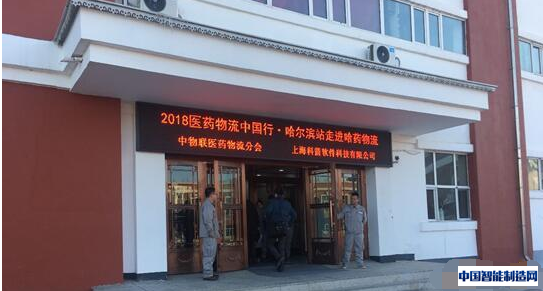 2018医药物流中国行·哈尔滨站走进哈药物流
中物联医药物流分会 上海科箭软件科技有限公司
中国智能制造网